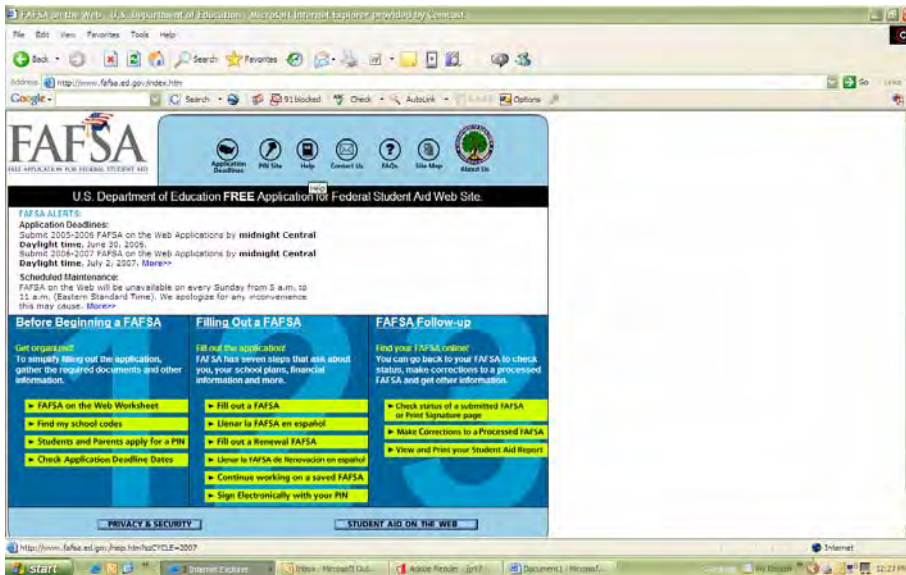 FAFSA on the Web - U.S. Department of Education - Microsoft Internet Explorer provided by Comcast
File Edit View Favorites Tools Help
Back Search Favorites
Address http://www.fafsa.ed.gov/index.htm Go Links
Google Search 91 blocked Check AutoLink Options
FAFSA
FREE APPLICATION FOR FEDERAL STUDENT AID
Application Deadlines PIN Site Help Contact Us FAQs Site Map About Us
Help
U.S. Department of Education FREE Application for Federal Student Aid Web Site.
FAFSA ALERTS:
Application Deadlines:
Submit 2005-2006 FAFSA on the Web Applications by midnight Central
Daylight time, June 30, 2006.
Submit 2006-2007 FAFSA on the Web Applications by midnight Central
Daylight time, July 2, 2007. More>>
Scheduled Maintenance:
FAFSA on the Web will be unavailable on every Sunday from 5 a.m. to
11 a.m. (Eastern Standard Time). We apologize for any inconvenience
this may cause. More>>
Before Beginning a FAFSA
Get organized!
To simplify filling out the application,
gather the required documents and other
information.
FAFSA on the Web Worksheet
Find my school codes
Students and Parents apply for a PIN
Check Application Deadline Dates
Filling Out a FAFSA
Fill out the application!
FAFSA has seven steps that ask about
you, your school plans, financial
information and more.
Fill out a FAFSA
Llenar la FAFSA en español
Fill out a Renewal FAFSA
Llenar la FAFSA de Renovacion en español
Continue working on a saved FAFSA
Sign Electronically with your PIN
FAFSA Follow-up
Find your FAFSA online!
You can go back to your FAFSA to check
status, make corrections to a processed
FAFSA and get other information.
Check status of a submitted FAFSA
or Print Signature page
Make Corrections to a Processed FAFSA
View and Print your Student Aid Report
1 2 3
PRIVACY & SECURITY STUDENT AID ON THE WEB
Internet
start Internet Explorer Inbox - Microsoft Out... Adobe Reader Document1 - Microsof... 12:27 PM